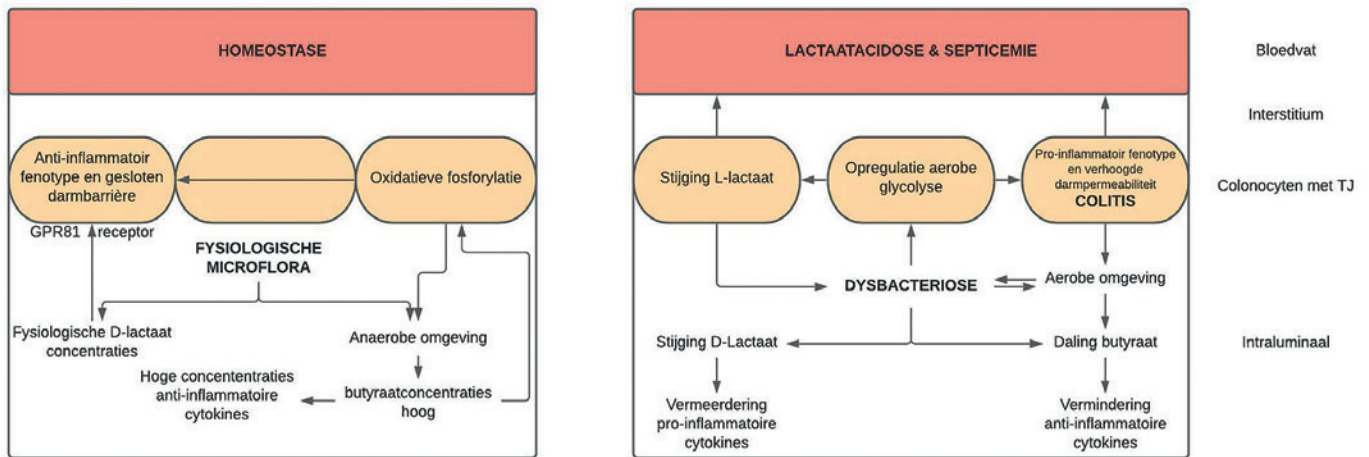 HOMEOSTASE
Anti-inflammatoir
fenotype en gesloten
darmbarrière
Oxidatieve fosforylatie
GPR81 receptor
FYSIOLOGISCHE
MICROFLORA
Fysiologische D-lactaat
concentraties
Anaerobe omgeving
Hoge concententraties
anti-inflammatoire
cytokines
butyraatconcentraties
hoog
LACTAATACIDOSE & SEPTICEMIE
Stijging L-lactaat
Opregulatie aerobe
glycolyse
Pro-inflammatoir fenotype
en verhoogde
darmpermeabiliteit
COLITIS
DYSBACTERIOSE
Aerobe omgeving
Stijging D-Lactaat
Daling butyraat
Vermeerdering
pro-inflammatoire
cytokines
Vermindering
anti-inflammatoire
cytokines
Bloedvat
Interstitium
Colonocyten met TJ
Intraluminaal